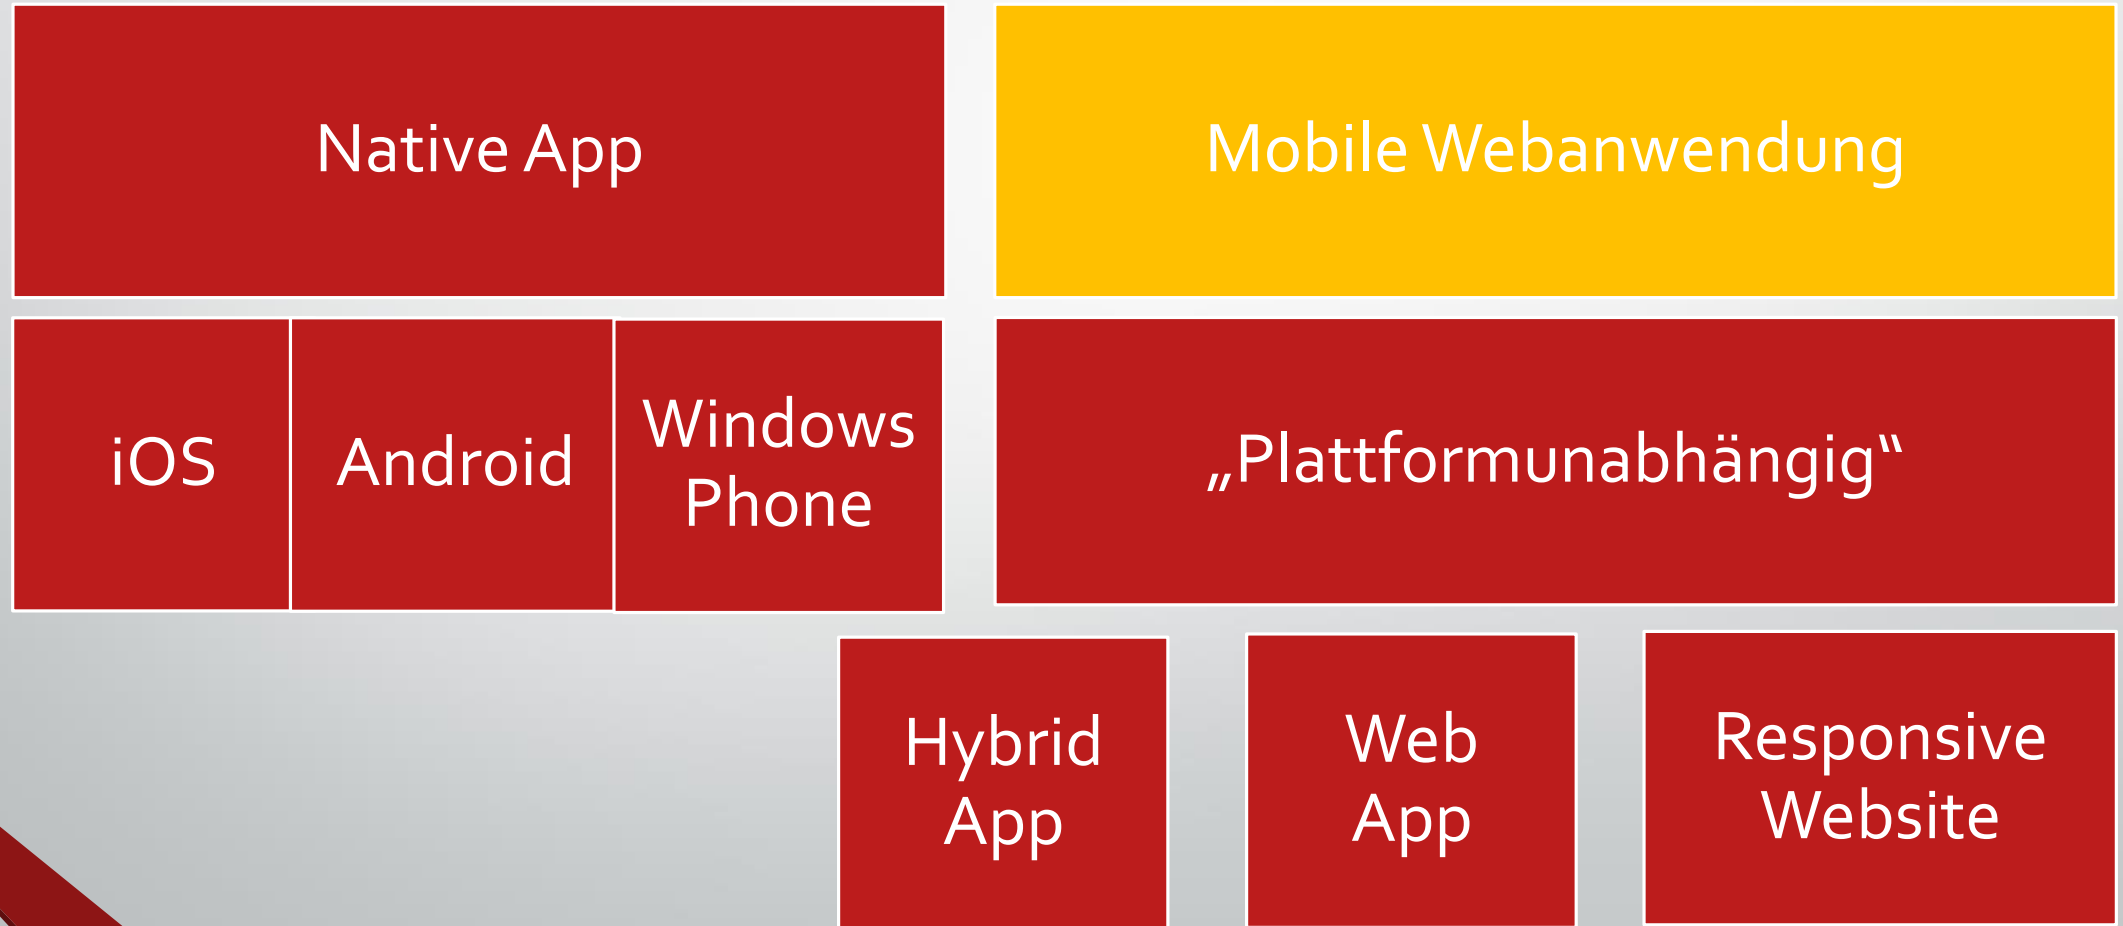 Native App
Mobile Webanwendung
iOS
Android
Windows
Phone
„Plattformunabhängig“
Hybrid
App
Web
App
Responsive
Website